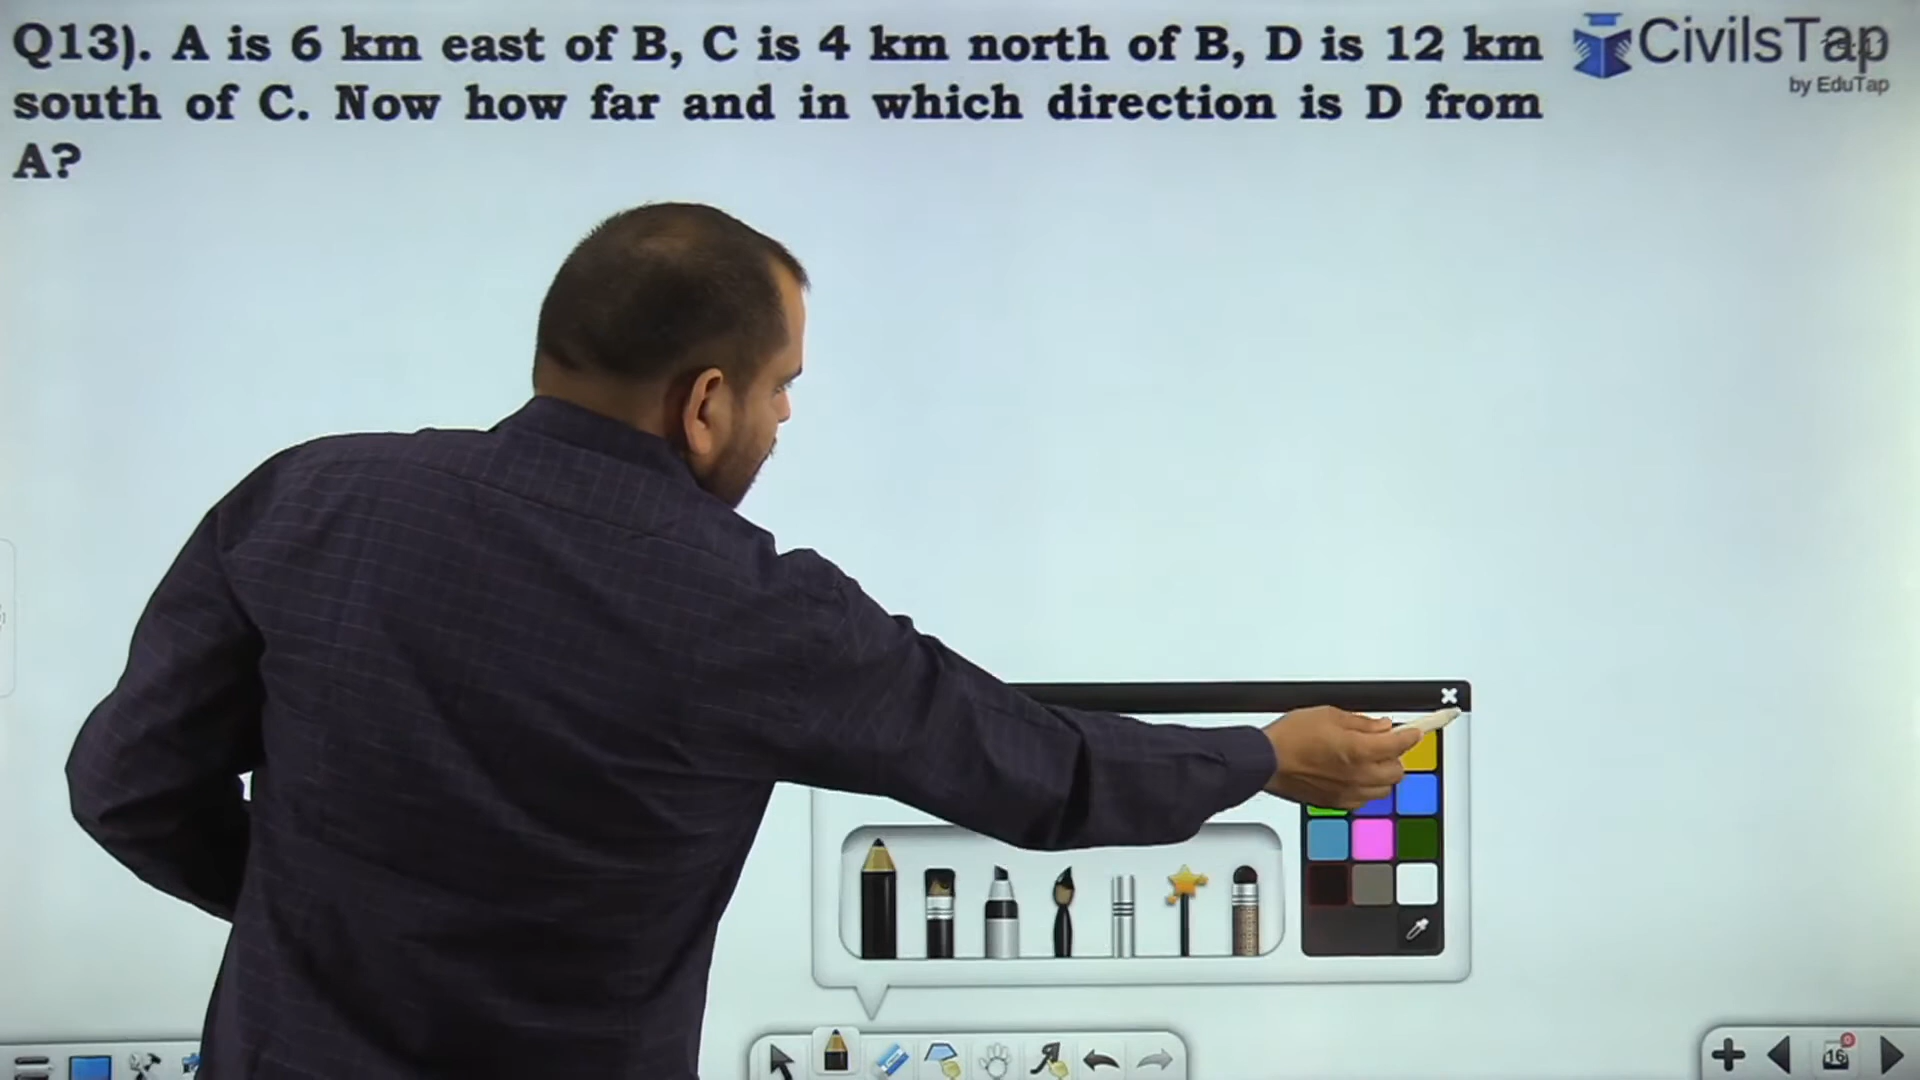 Q13). A is 6 km east of B, C is 4 km north of B, D is 12 km
south of C. Now how far and in which direction is D from
A?
CivilsTap
by EduTap
16